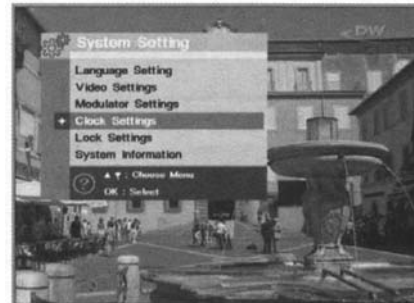 DW
System Setting
Language Setting
Video Settings
Modulator Settings
+ Clock Settings
Lock Settings
System Information
? ▲ ▼ : Choose Menu
OK : Select